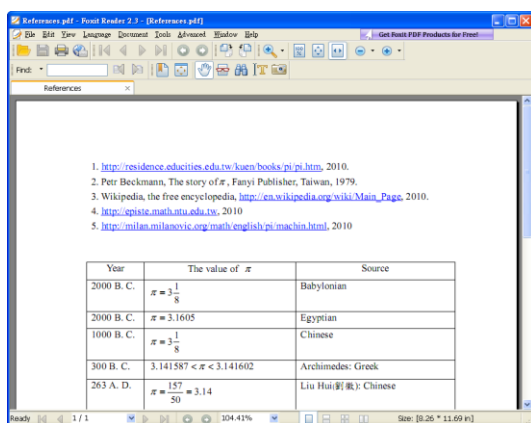 References.pdf - Foxit Reader 2.3 - [References.pdf]
File Edit View Language Document Tools Advanced Window Help
Get Foxit PDF Products for Free!
Find:
References
1. http://residence.educities.edu.tw/kuen/books/pi/pi.htm, 2010.
2. Petr Beckmann, The story of π, Fanyi Publisher, Taiwan, 1979.
3. Wikipedia, the free encyclopedia, http://en.wikipedia.org/wiki/Main_Page, 2010.
4. http://episte.math.ntu.edu.tw, 2010
5. http://milan.milanovic.org/math/english/pi/machin.html, 2010
Year The value of π Source
2000 B. C. π = 3 1/8 Babylonian
2000 B. C. π = 3.1605 Egyptian
1000 B. C. π = 3 1/8 Chinese
300 B. C. 3.141587 < π < 3.141602 Archimedes: Greek
263 A. D. π = 157/50 = 3.14 Liu Hui(劉徽): Chinese
Ready 1 / 1 104.41% Size: [8.26 * 11.69 in]